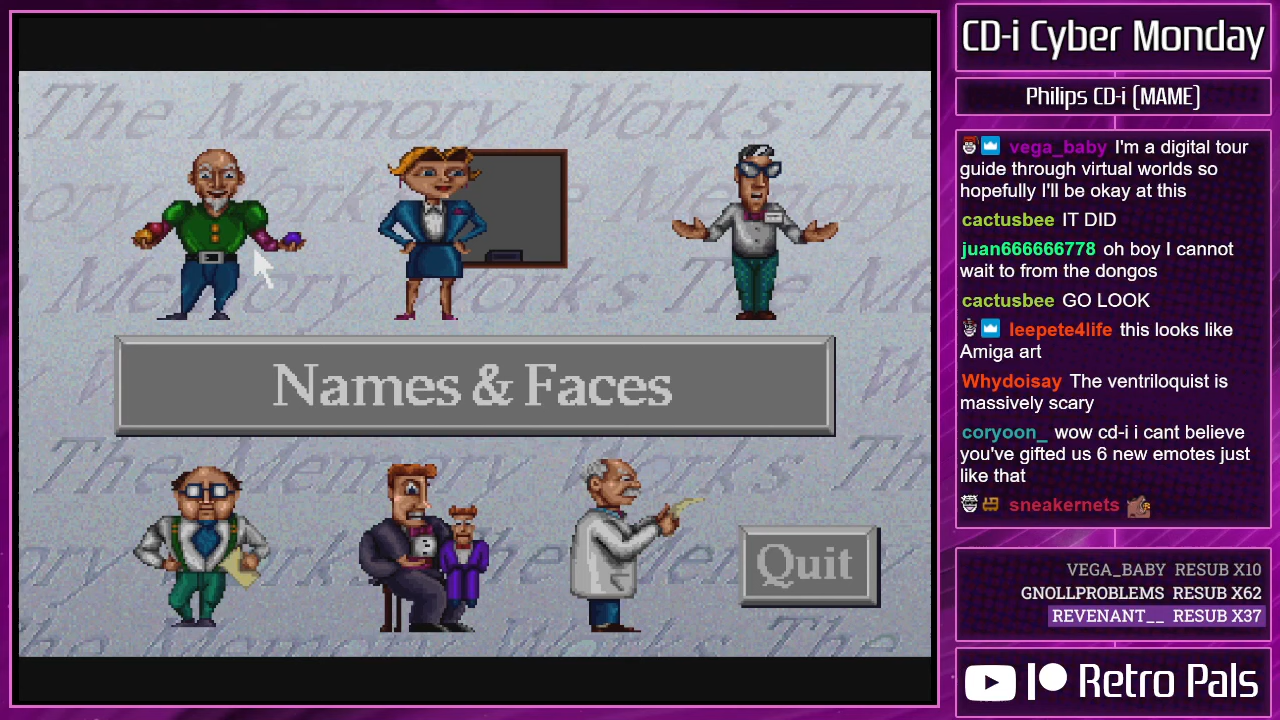 The Memory Works The
Names & Faces
Quit
CD-i Cyber Monday
Philips CD-i (MAME)
vega_baby I'm a digital tour
guide through virtual worlds so
hopefully I'll be okay at this
cactusbee IT DID
juan666666778 oh boy I cannot
wait to from the dongos
cactusbee GO LOOK
leepete4life this looks like
Amiga art
Whydoisay The ventriloquist is
massively scary
coryoon_ wow cd-i i cant believe
you've gifted us 6 new emotes just
like that
sneakernets
VEGA_BABY RESUB X10
GNOLLPROBLEMS RESUB X62
REVENANT__ RESUB X37
Retro Pals